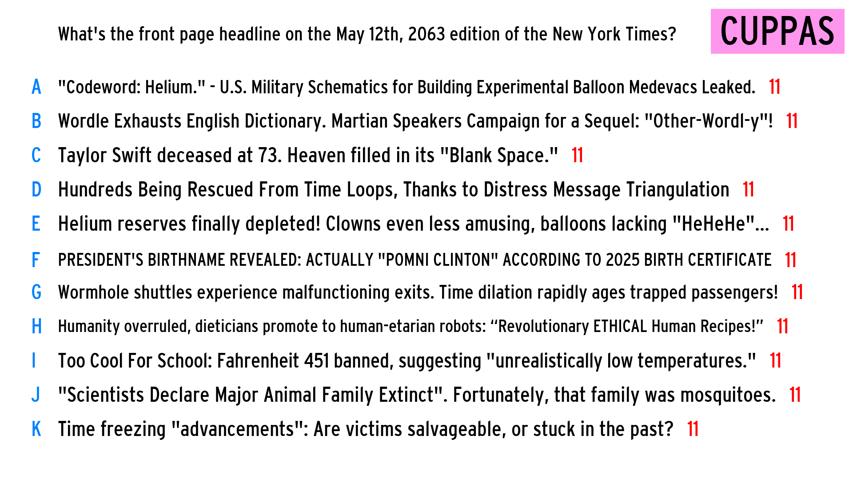 What's the front page headline on the May 12th, 2063 edition of the New York Times?
CUPPAS
A "Codeword: Helium." - U.S. Military Schematics for Building Experimental Balloon Medevacs Leaked. 11
B Wordle Exhausts English Dictionary. Martian Speakers Campaign for a Sequel: "Other-Wordl-y"! 11
C Taylor Swift deceased at 73. Heaven filled in its "Blank Space." 11
D Hundreds Being Rescued From Time Loops, Thanks to Distress Message Triangulation 11
E Helium reserves finally depleted! Clowns even less amusing, balloons lacking "HeHeHe"... 11
F PRESIDENT'S BIRTHNAME REVEALED: ACTUALLY "POMNI CLINTON" ACCORDING TO 2025 BIRTH CERTIFICATE 11
G Wormhole shuttles experience malfunctioning exits. Time dilation rapidly ages trapped passengers! 11
H Humanity overruled, dieticians promote to human-etarian robots: “Revolutionary ETHICAL Human Recipes!” 11
I Too Cool For School: Fahrenheit 451 banned, suggesting "unrealistically low temperatures." 11
J "Scientists Declare Major Animal Family Extinct". Fortunately, that family was mosquitoes. 11
K Time freezing "advancements": Are victims salvageable, or stuck in the past? 11